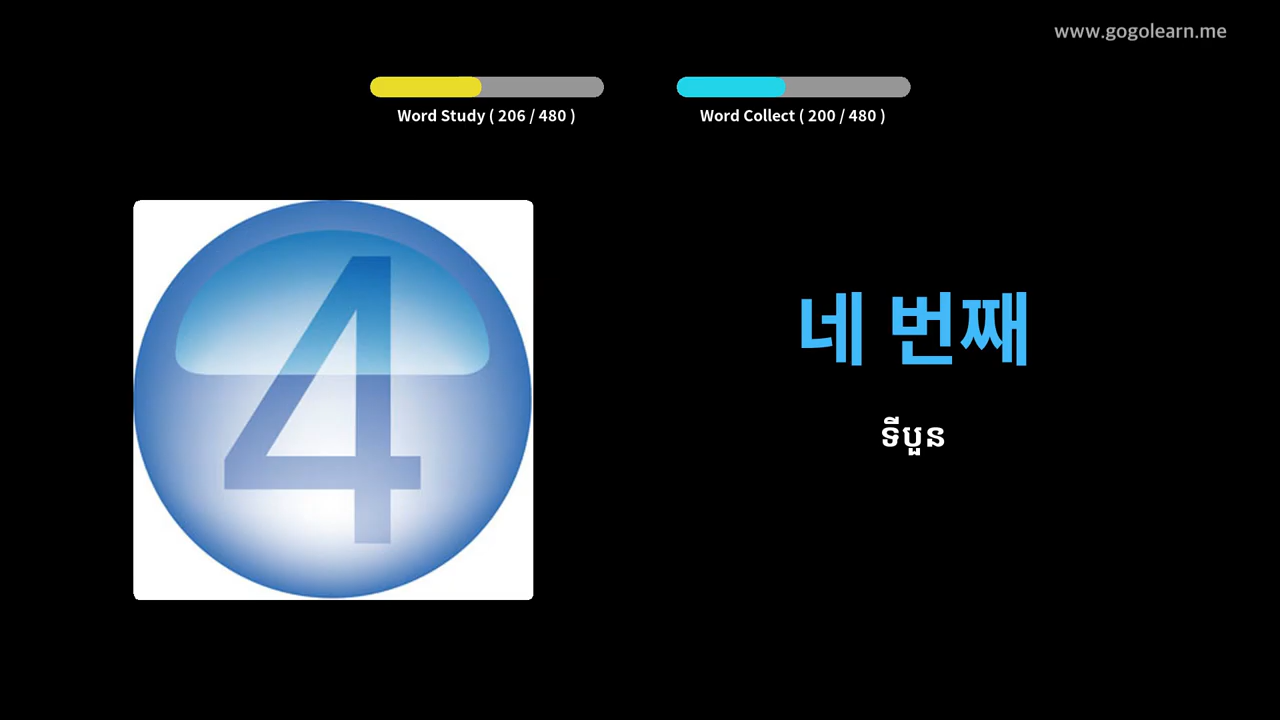 www.gogolearn.me
Word Study ( 206 / 480 )
Word Collect ( 200 / 480 )
4
네 번째
ទីបួន